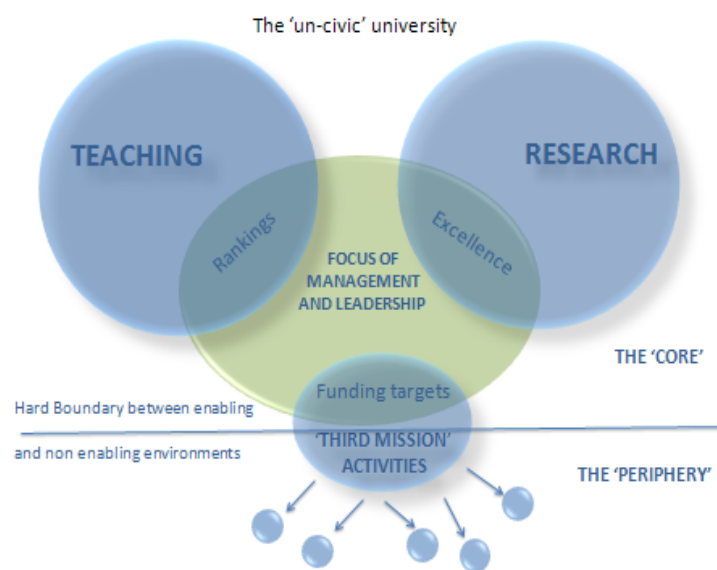 The ‘un-civic’ university
TEACHING
RESEARCH
Rankings
Excellence
FOCUS OF
MANAGEMENT
AND LEADERSHIP
THE ‘CORE’
Funding targets
Hard Boundary between enabling
‘THIRD MISSION’
ACTIVITIES
and non enabling environments
THE ‘PERIPHERY’